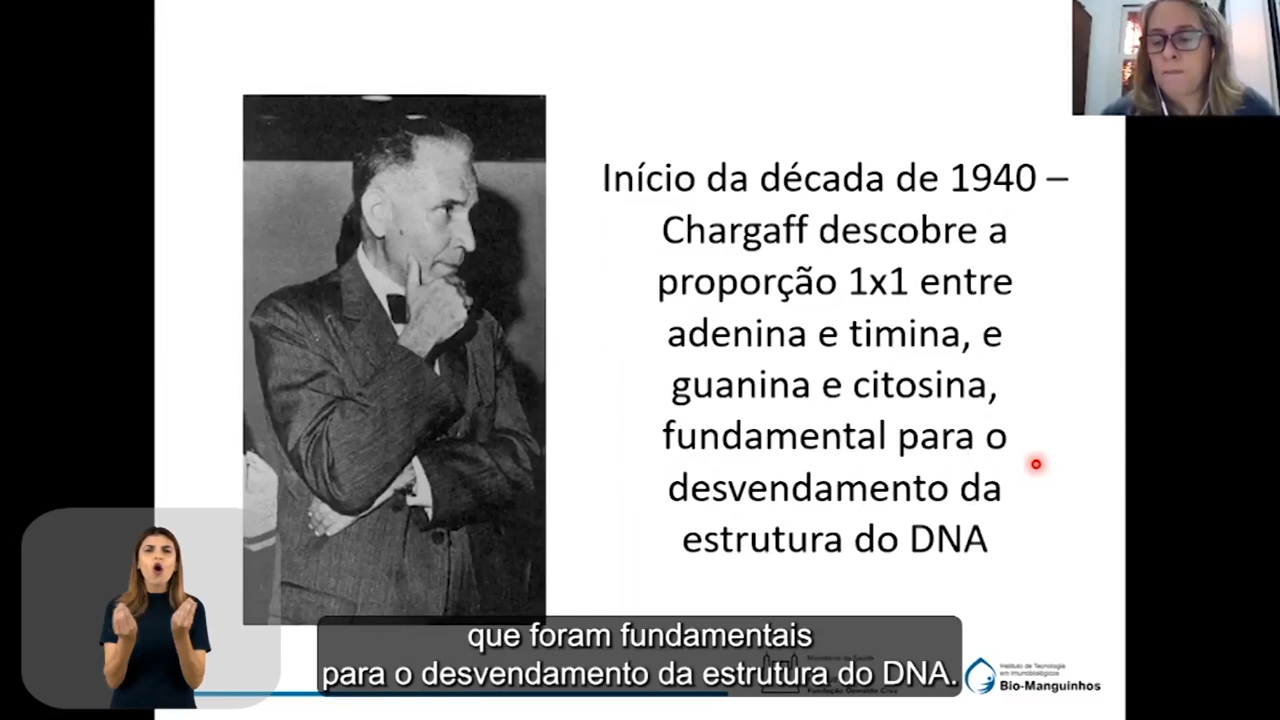 Início da década de 1940 –
Chargaff descobre a
proporção 1x1 entre
adenina e timina, e
guanina e citosina,
fundamental para o
desvendamento da
estrutura do DNA
que foram fundamentais
para o desvendamento da estrutura do DNA.
Ministério da Saúde
Fundação Oswaldo Cruz
Instituto de Tecnologia
em Imunobiológicos
Bio-Manguinhos